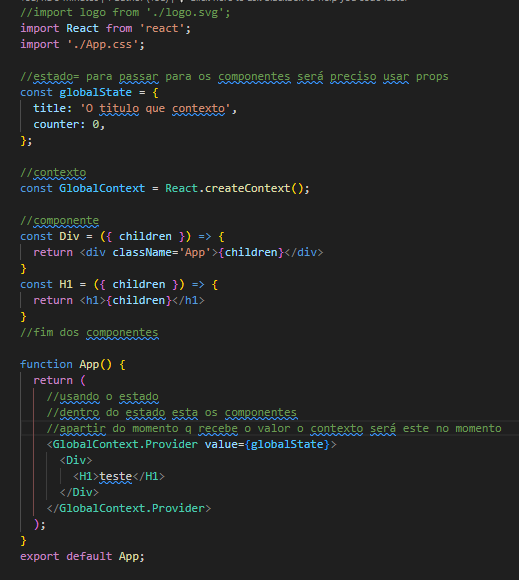 //import logo from './logo.svg';
import React from 'react';
import './App.css';
//estado= para passar para os componentes será preciso usar props
const globalState = {
title: 'O titulo que contexto',
counter: 0,
};
//contexto
const GlobalContext = React.createContext();
//componente
const Div = ({ children }) => {
return <div className='App'>{children}</div>
}
const H1 = ({ children }) => {
return <h1>{children}</h1>
}
//fim dos componentes
function App() {
return (
//usando o estado
//dentro do estado esta os componentes
//apartir do momento q recebe o valor o contexto será este no momento
<GlobalContext.Provider value={globalState}>
<Div>
<H1>teste</H1>
</Div>
</GlobalContext.Provider>
);
}
export default App;